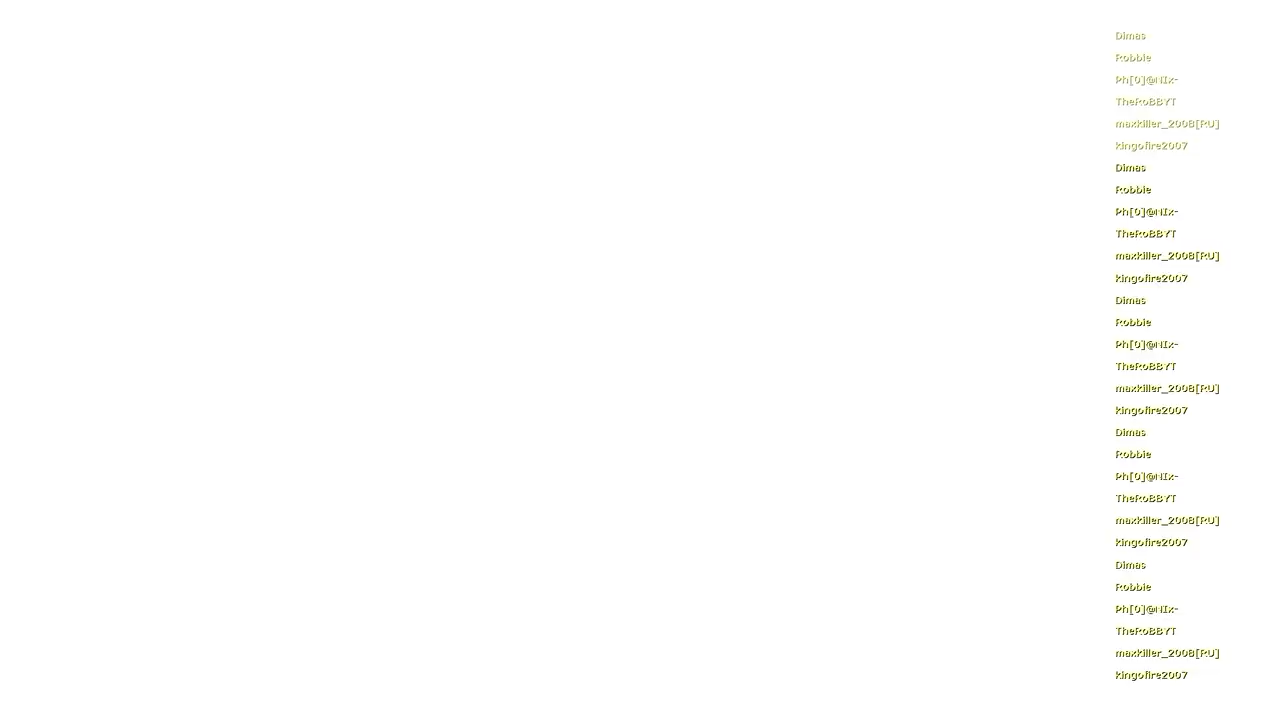 Dimas
Robbie
Ph[0]@NIx-
TheRoBBYT
maxkiller_2008[RU]
kingofire2007
Dimas
Robbie
Ph[0]@NIx-
TheRoBBYT
maxkiller_2008[RU]
kingofire2007
Dimas
Robbie
Ph[0]@NIx-
TheRoBBYT
maxkiller_2008[RU]
kingofire2007
Dimas
Robbie
Ph[0]@NIx-
TheRoBBYT
maxkiller_2008[RU]
kingofire2007
Dimas
Robbie
Ph[0]@NIx-
TheRoBBYT
maxkiller_2008[RU]
kingofire2007